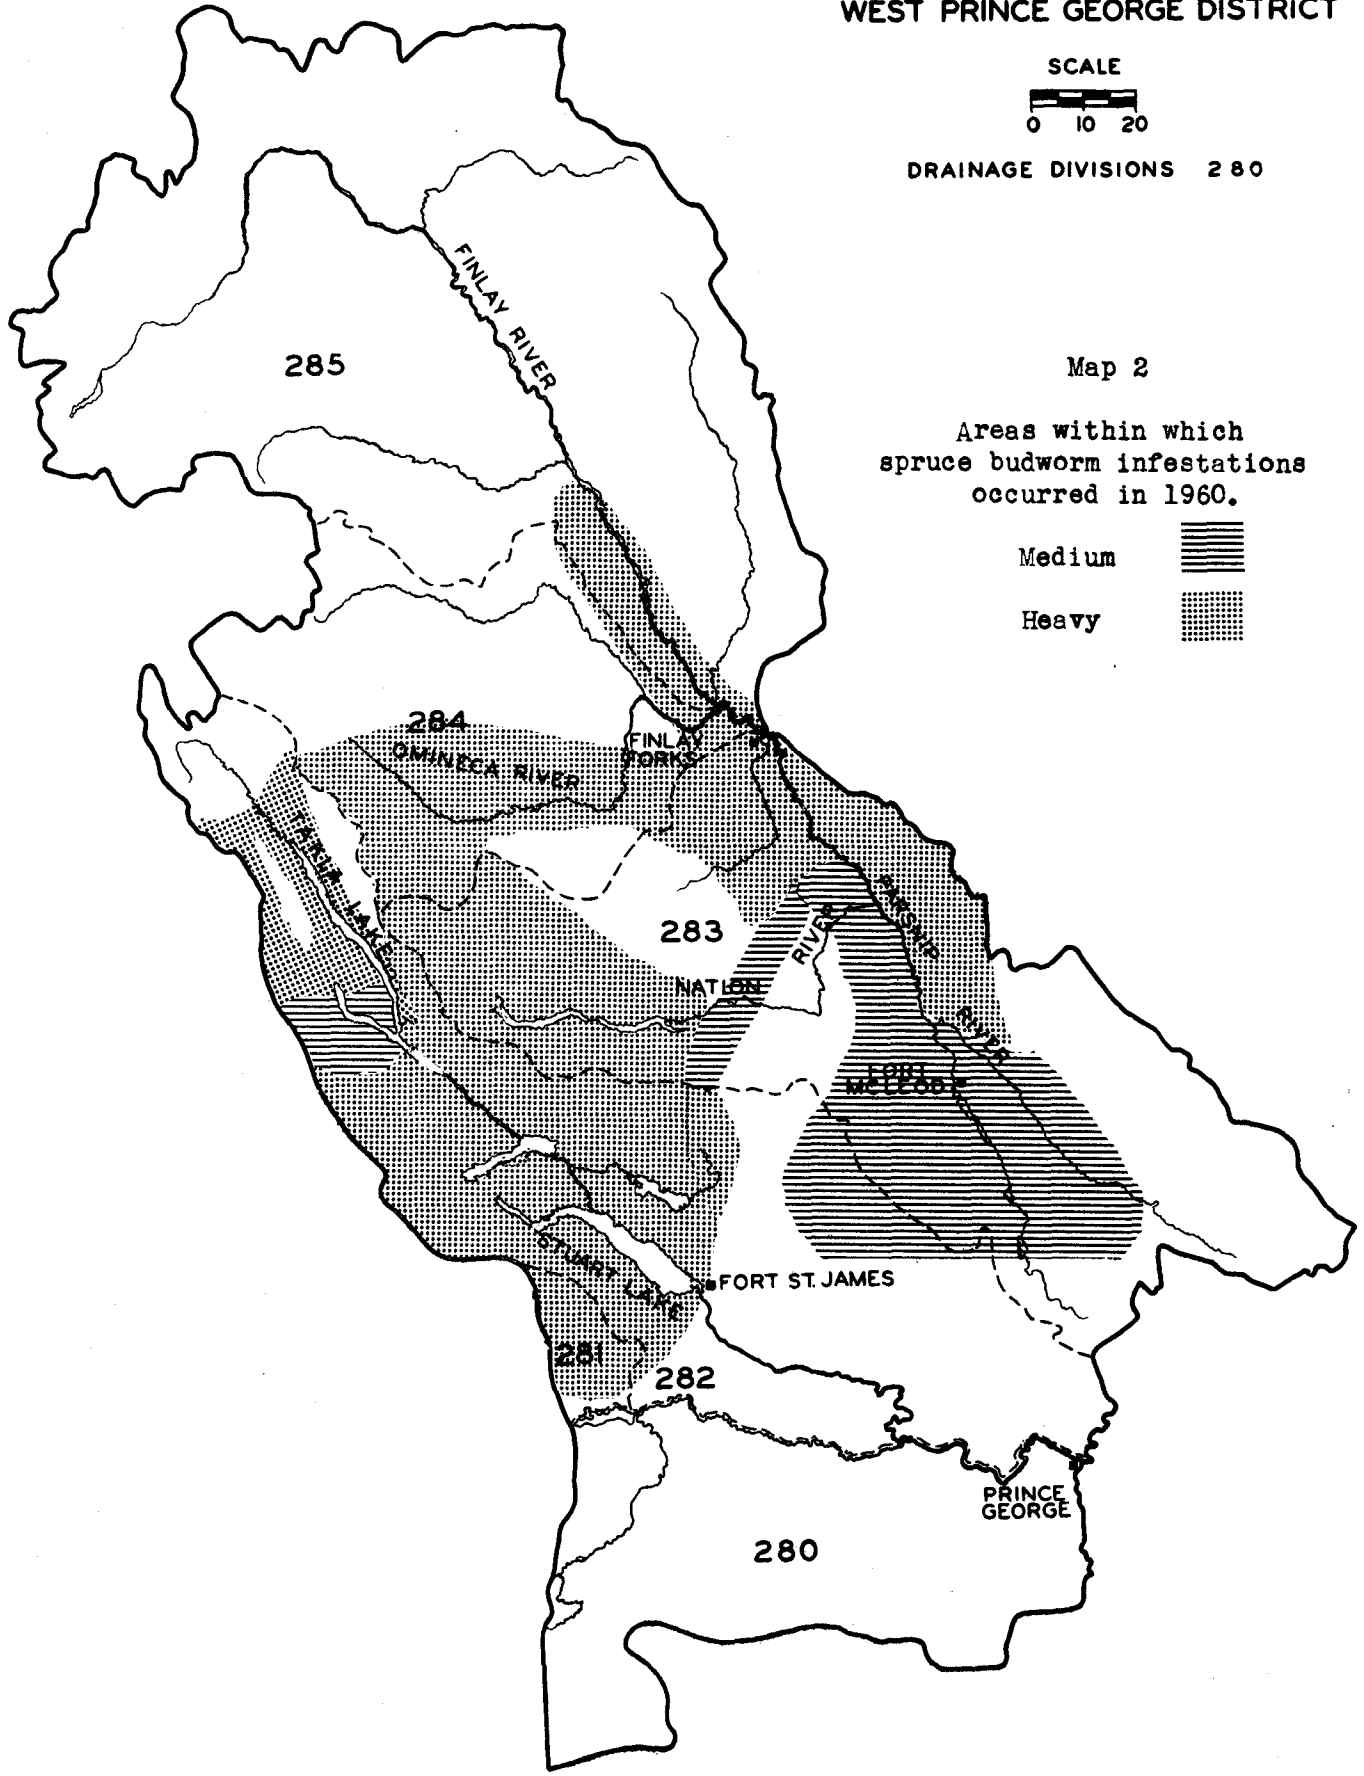 WEST PRINCE GEORGE DISTRICT
SCALE
0 10 20
DRAINAGE DIVISIONS 280
FINLAY RIVER
285
Map 2
Areas within which
spruce budworm infestations
occurred in 1960.
Medium
Heavy
284
FINLAY
FORKS
OMINECA RIVER
TAKLA LAKE
PARSNIP
RIVER
283
NATION
RIVER
FORT
MCLEOD
STUART LAKE
FORT ST. JAMES
281
282
PRINCE
GEORGE
280